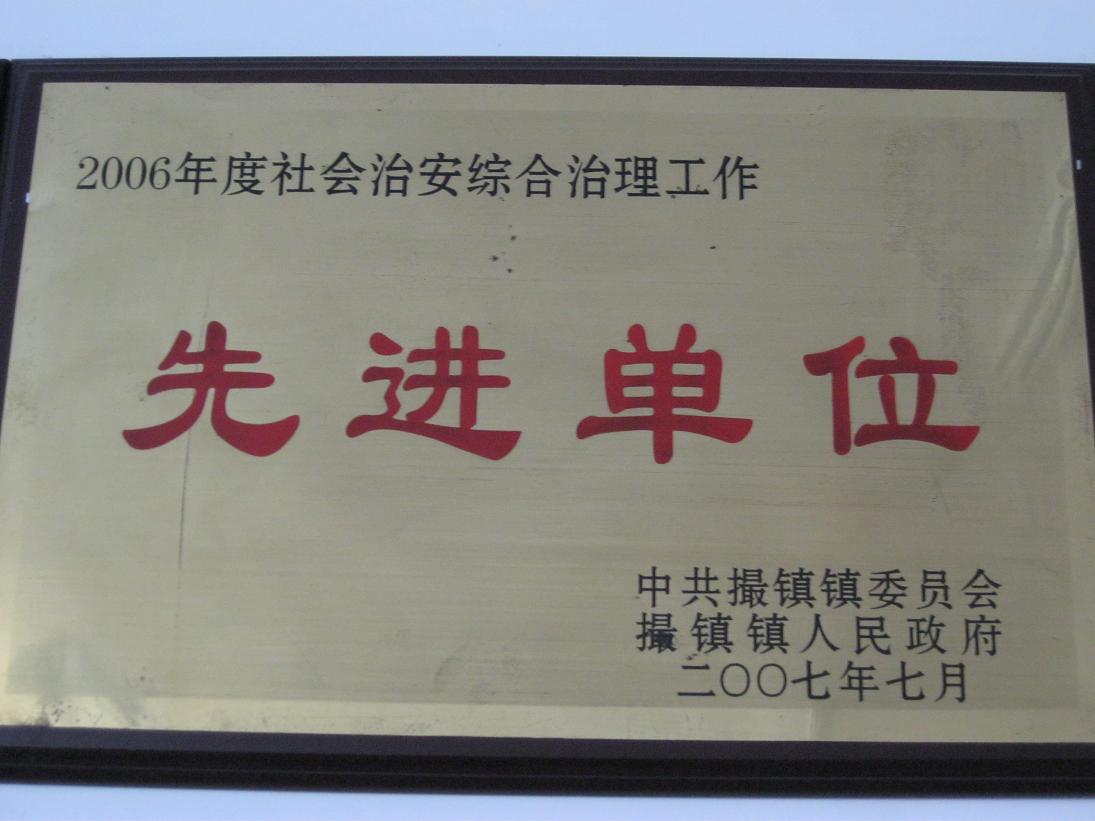 2006年度社会治安综合治理工作
先进单位
中共撮镇镇委员会
撮镇镇人民政府
二〇〇七年七月